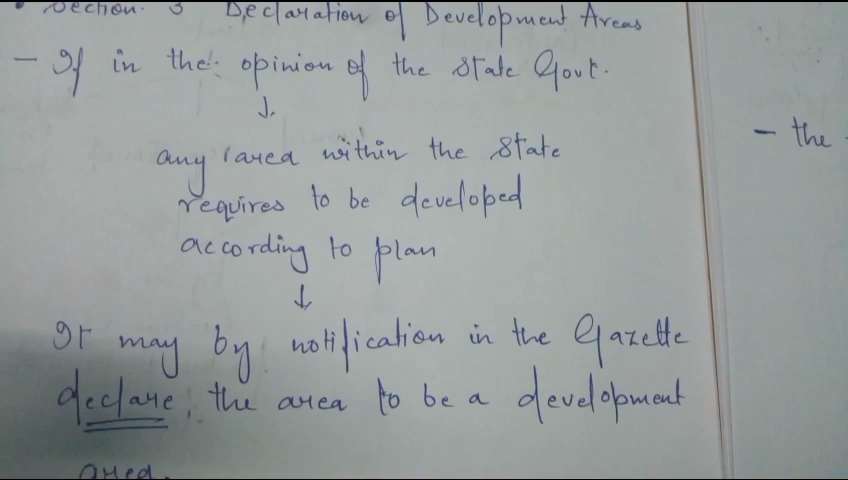 • Section 3 Declaration of Development Areas
- If in the opinion of the State Govt.
↓
any area within the State
requires to be developed
according to plan
↓
It may by notification in the Gazette
declare, the area to be a development
area.
- the